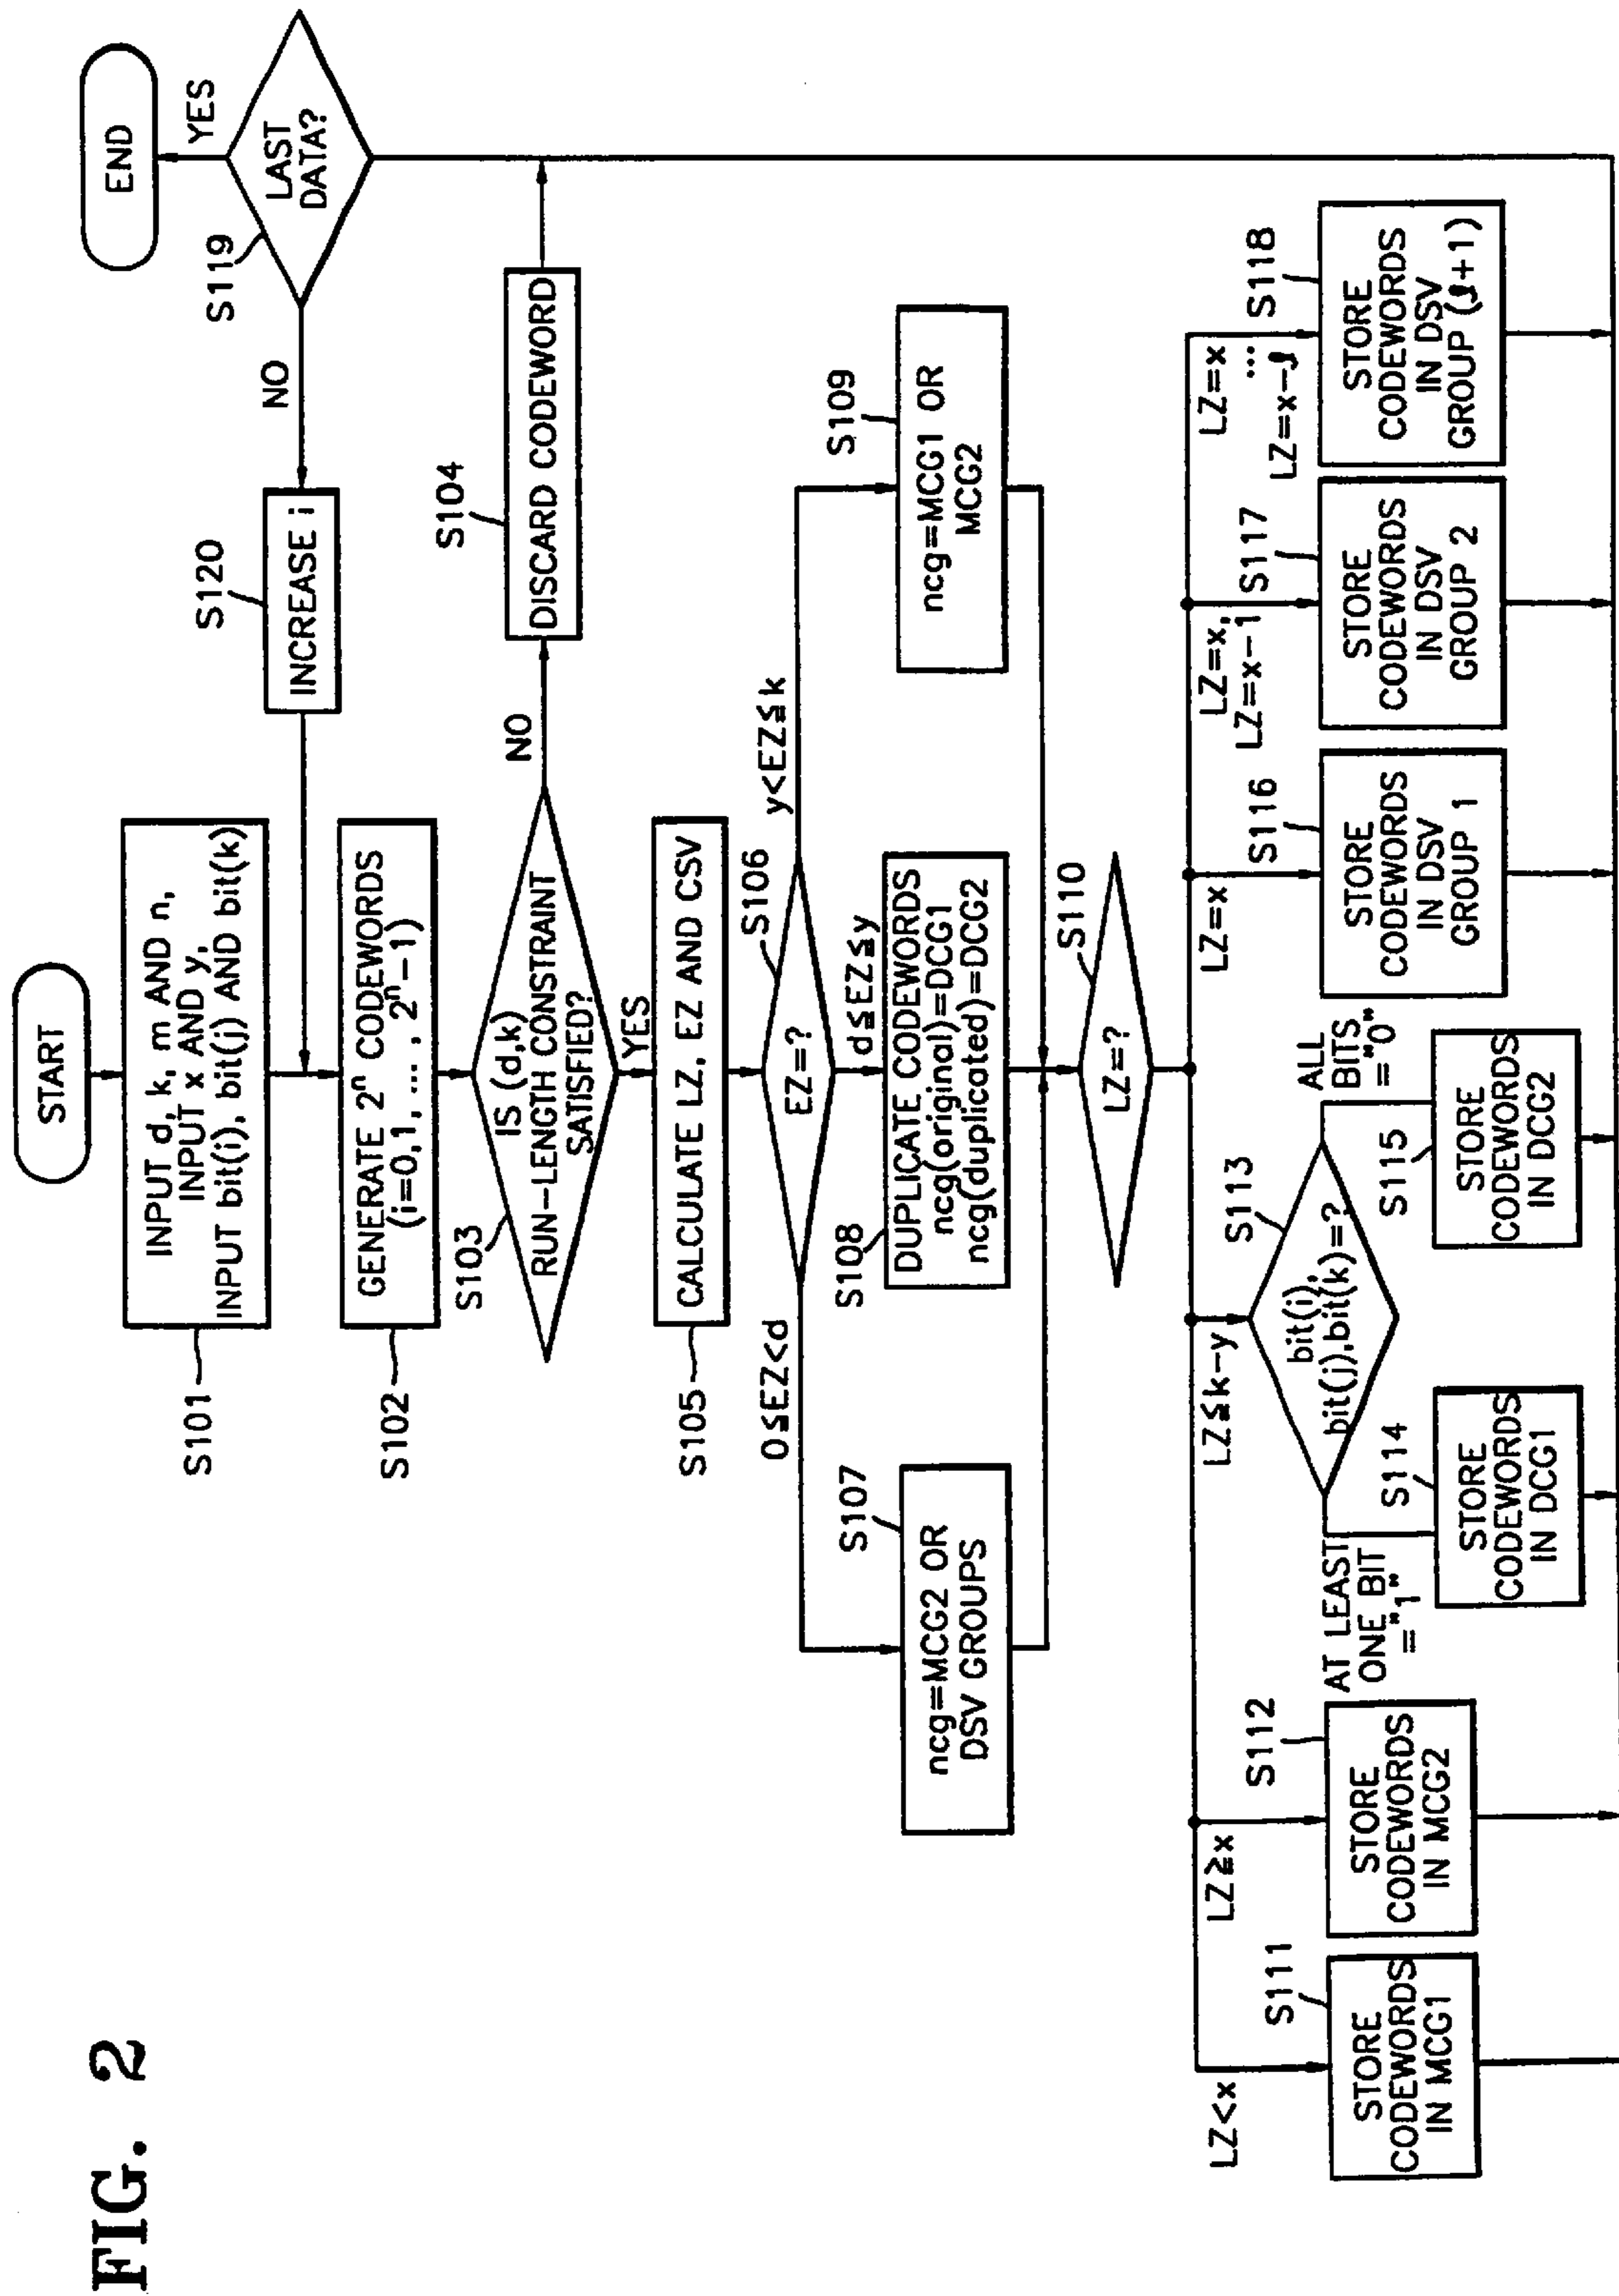 FIG. 2
START
S101
INPUT d, k, m AND n,
INPUT x AND y,
INPUT bit(i), bit(j) AND bit(k)
S102
GENERATE 2ⁿ CODEWORDS
(i=0,1, ... , 2ⁿ-1)
S103
IS (d,k)
RUN-LENGTH CONSTRAINT
SATISFIED?
NO
YES
S104
DISCARD CODEWORD
S105
CALCULATE LZ, EZ AND CSV
S106
EZ=?
0≦EZ<d
d≦EZ≦y
y<EZ≦k
S107
ncg=MCG2 OR
DSV GROUPS
S108
DUPLICATE CODEWORDS
ncg(original)=DCG1
ncg(duplicated)=DCG2
S109
ncg=MCG1 OR
MCG2
S110
LZ=?
LZ<x
S111
STORE
CODEWORDS
IN MCG1
LZ≧x
S112
STORE
CODEWORDS
IN MCG2
LZ≦k-y
S113
bit(i),
bit(j),bit(k)=?
AT LEAST
ONE BIT
="1"
S114
STORE
CODEWORDS
IN DCG1
ALL
BITS
="0"
S115
STORE
CODEWORDS
IN DCG2
LZ=x
S116
STORE
CODEWORDS
IN DSV
GROUP 1
LZ=x,
LZ=x-1
S117
STORE
CODEWORDS
IN DSV
GROUP 2
LZ=x
...
LZ=x-ℓ
S118
STORE
CODEWORDS
IN DSV
GROUP (ℓ+1)
S119
LAST
DATA?
YES
NO
S120
INCREASE i
END